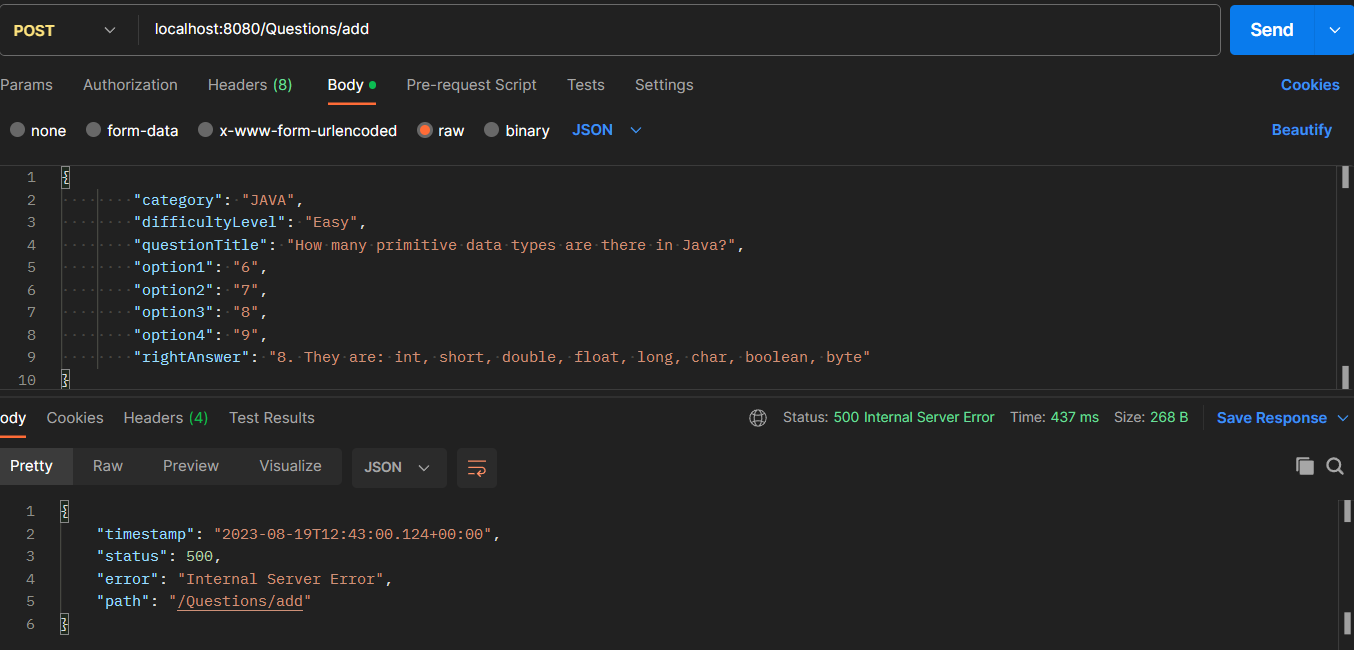 POST localhost:8080/Questions/add Send
Params Authorization Headers (8) Body Pre-request Script Tests Settings Cookies
none form-data x-www-form-urlencoded raw binary JSON Beautify
1 {
2 "category": "JAVA",
3 "difficultyLevel": "Easy",
4 "questionTitle": "How many primitive data types are there in Java?",
5 "option1": "6",
6 "option2": "7",
7 "option3": "8",
8 "option4": "9",
9 "rightAnswer": "8. They are: int, short, double, float, long, char, boolean, byte"
10 }
ody Cookies Headers (4) Test Results Status: 500 Internal Server Error Time: 437 ms Size: 268 B Save Response
Pretty Raw Preview Visualize JSON
1 {
2 "timestamp": "2023-08-19T12:43:00.124+00:00",
3 "status": 500,
4 "error": "Internal Server Error",
5 "path": "/Questions/add"
6 }